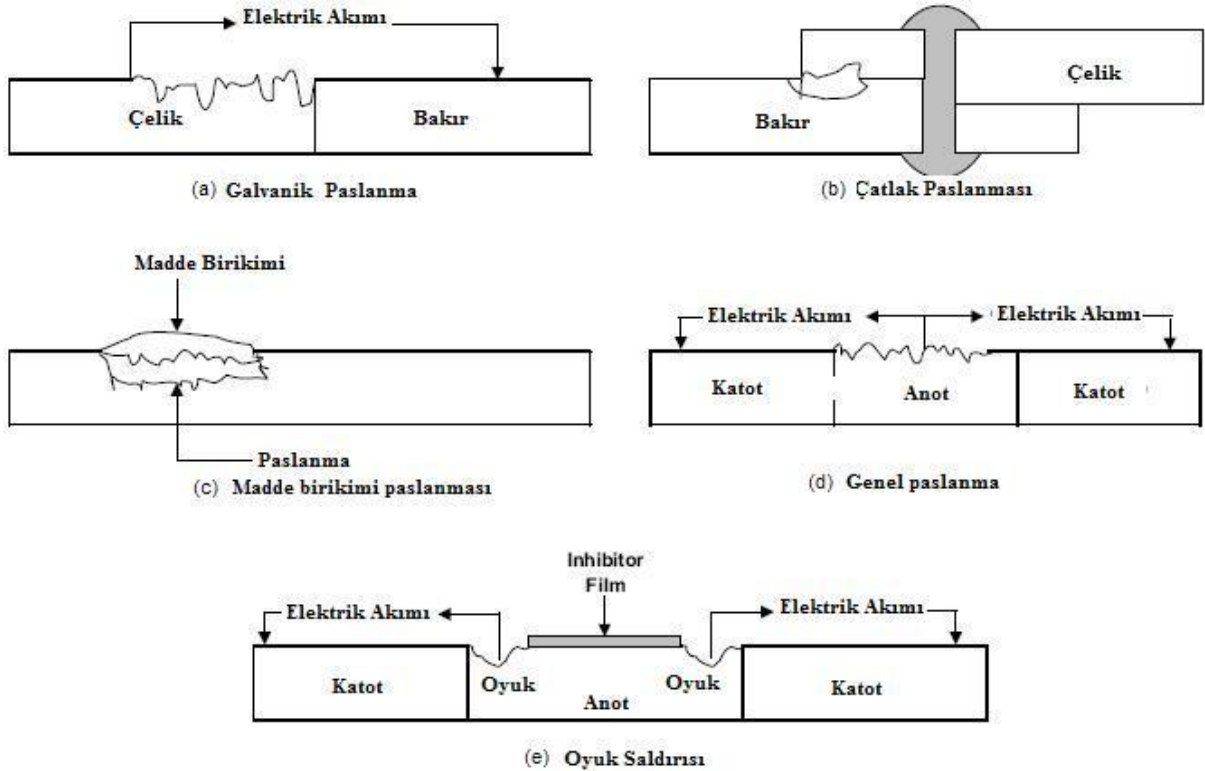 Elektrik Akımı
Çelik
Bakır
(a) Galvanik Paslanma
Çelik
Bakır
(b) Çatlak Paslanması
Madde Birikimi
Paslanma
(c) Madde birikimi paslanması
Elektrik Akımı
Elektrik Akımı
Katot
Anot
Katot
(d) Genel paslanma
Inhibitor
Film
Elektrik Akımı
Elektrik Akımı
Katot
Oyuk
Oyuk
Katot
Anot
(e) Oyuk Saldırısı